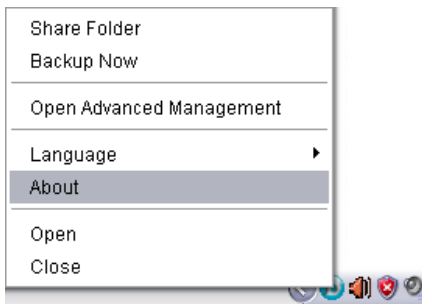 Share Folder
Backup Now
Open Advanced Management
Language
About
Open
Close